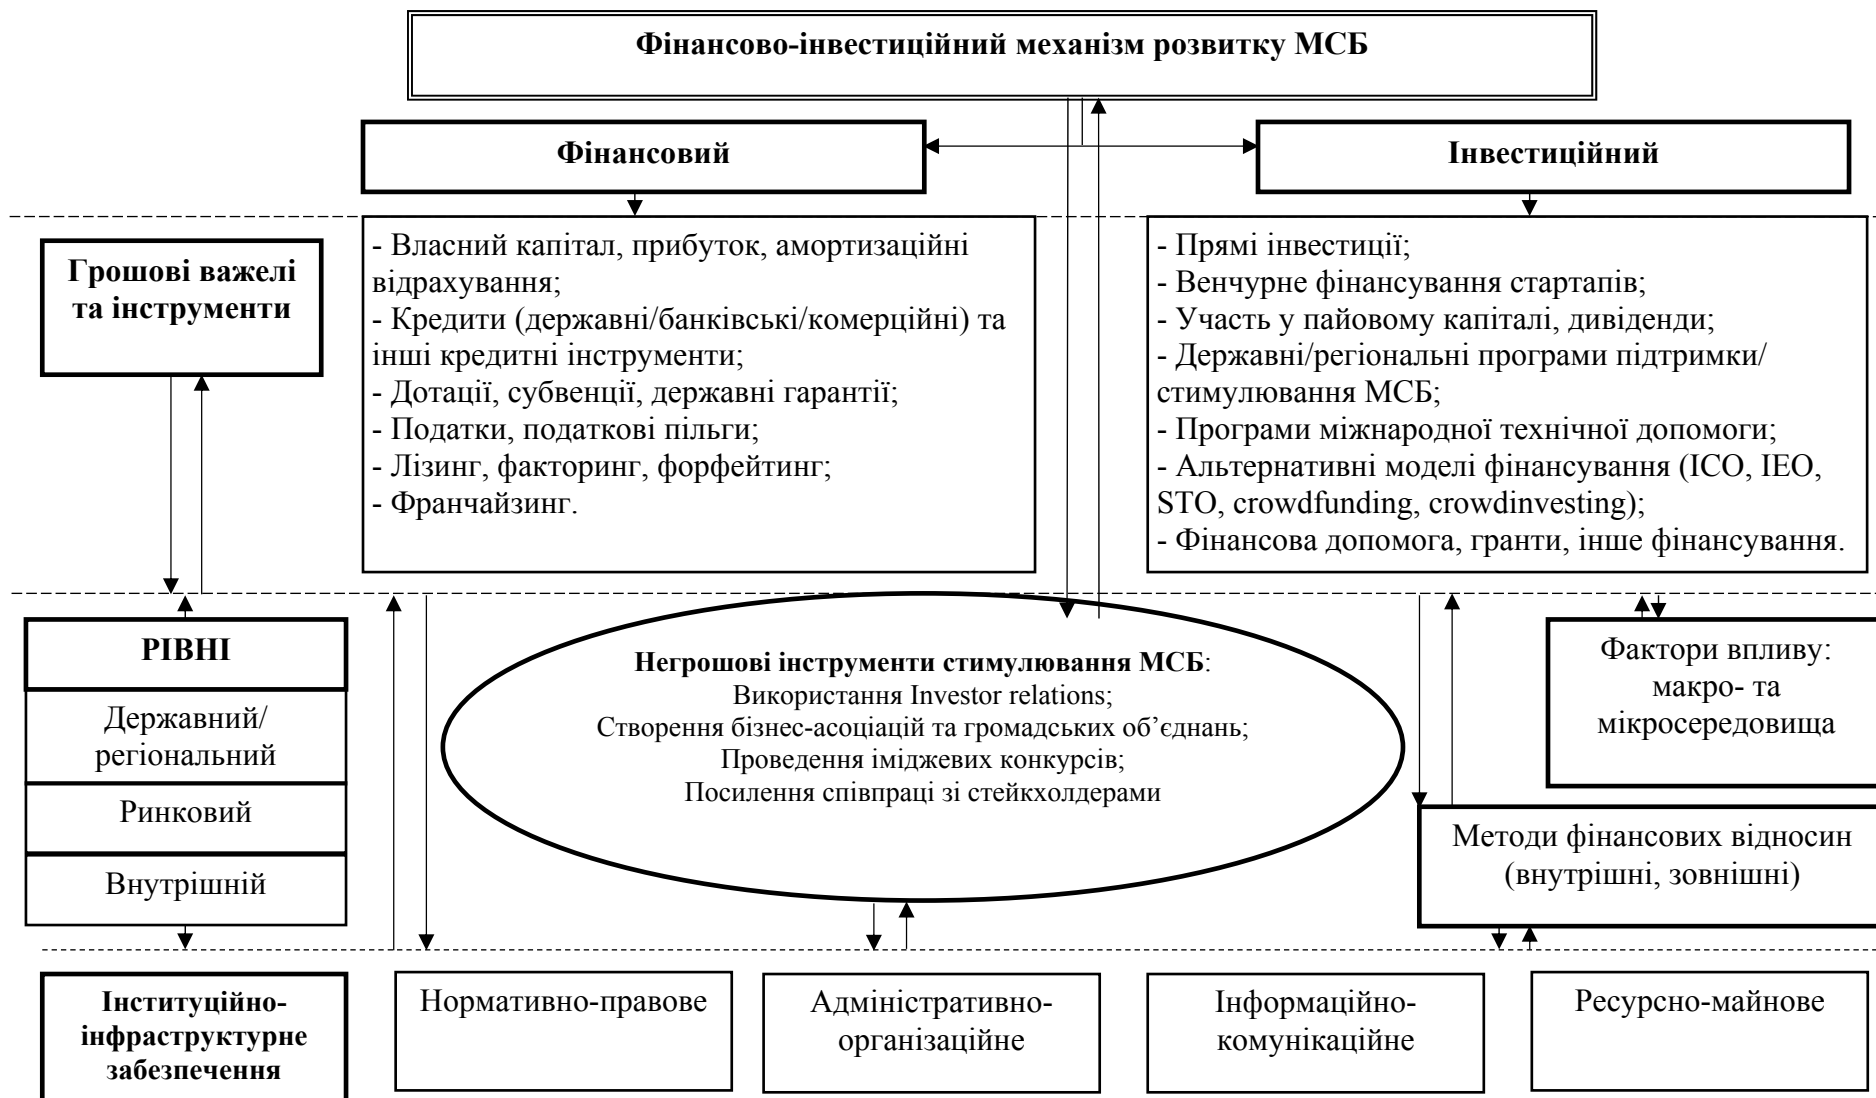 Фінансово-інвестиційний механізм розвитку МСБ
Фінансовий
Інвестиційний
Грошові важелі
та інструменти
- Власний капітал, прибуток, амортизаційні
відрахування;
- Кредити (державні/банківські/комерційні) та
інші кредитні інструменти;
- Дотації, субвенції, державні гарантії;
- Податки, податкові пільги;
- Лізинг, факторинг, форфейтинг;
- Франчайзинг.
- Прямі інвестиції;
- Венчурне фінансування стартапів;
- Участь у пайовому капіталі, дивіденди;
- Державні/регіональні програми підтримки/
стимулювання МСБ;
- Програми міжнародної технічної допомоги;
- Альтернативні моделі фінансування (ICO, IEO,
STO, crowdfunding, crowdinvesting);
- Фінансова допомога, гранти, інше фінансування.
РІВНІ
Державний/
регіональний
Ринковий
Внутрішній
Негрошові інструменти стимулювання МСБ:
Використання Investor relations;
Створення бізнес-асоціацій та громадських об’єднань;
Проведення іміджевих конкурсів;
Посилення співпраці зі стейкхолдерами
Фактори впливу:
макро- та
мікросередовища
Методи фінансових відносин
(внутрішні, зовнішні)
Інституційно-
інфраструктурне
забезпечення
Нормативно-правове
Адміністративно-
організаційне
Інформаційно-
комунікаційне
Ресурсно-майнове